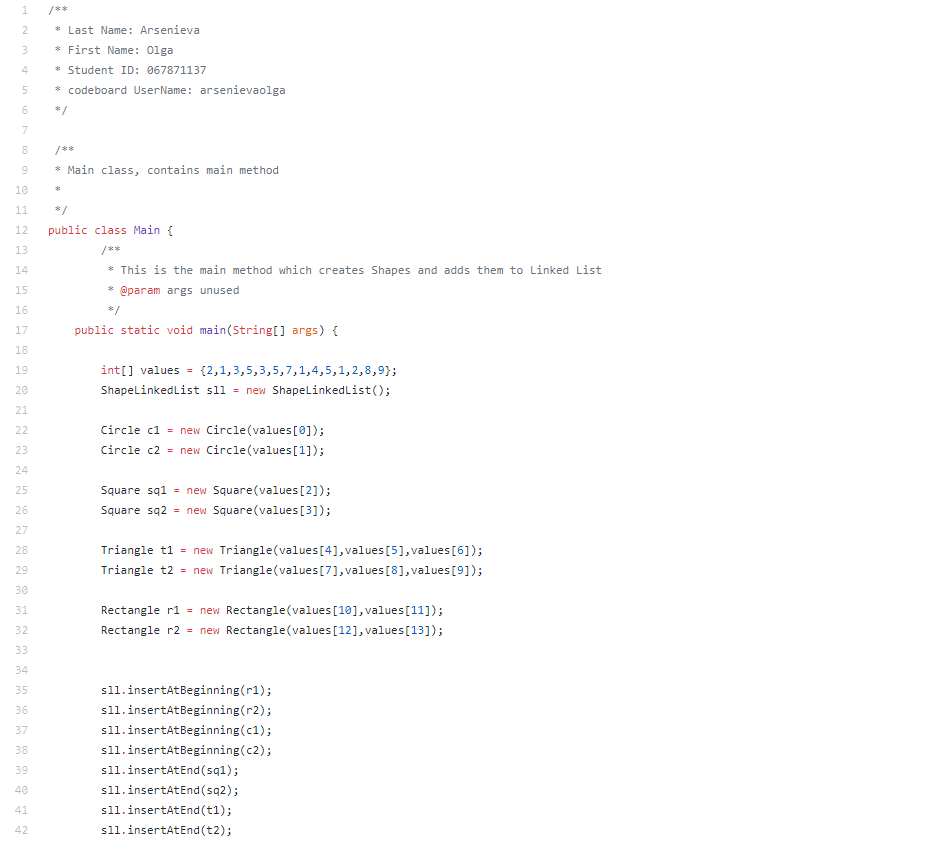 1 /**
2  * Last Name: Arsenieva
3  * First Name: Olga
4  * Student ID: 067871137
5  * codeboard UserName: arsenievaolga
6  */
7
8  /**
9  * Main class, contains main method
10  *
11  */
12 public class Main {
13         /**
14          * This is the main method which creates Shapes and adds them to Linked List
15          * @param args unused
16          */
17     public static void main(String[] args) {
18
19         int[] values = {2,1,3,5,3,5,7,1,4,5,1,2,8,9};
20         ShapeLinkedList sll = new ShapeLinkedList();
21
22         Circle c1 = new Circle(values[0]);
23         Circle c2 = new Circle(values[1]);
24
25         Square sq1 = new Square(values[2]);
26         Square sq2 = new Square(values[3]);
27
28         Triangle t1 = new Triangle(values[4],values[5],values[6]);
29         Triangle t2 = new Triangle(values[7],values[8],values[9]);
30
31         Rectangle r1 = new Rectangle(values[10],values[11]);
32         Rectangle r2 = new Rectangle(values[12],values[13]);
33
34
35         sll.insertAtBeginning(r1);
36         sll.insertAtBeginning(r2);
37         sll.insertAtBeginning(c1);
38         sll.insertAtBeginning(c2);
39         sll.insertAtEnd(sq1);
40         sll.insertAtEnd(sq2);
41         sll.insertAtEnd(t1);
42         sll.insertAtEnd(t2);